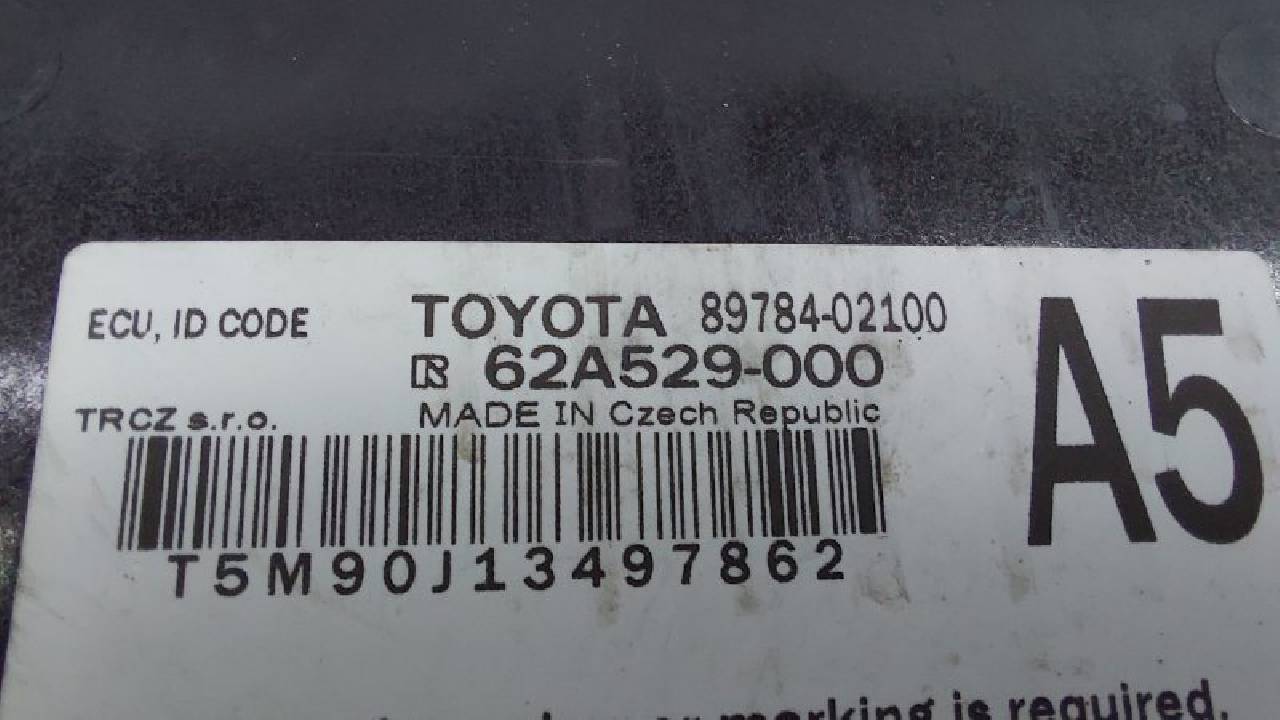 ECU, ID CODE TOYOTA 89784-02100
R 62A529-000
A5
TRCZ s.r.o. MADE IN Czech Republic
T5M90J13497862
marking is required.